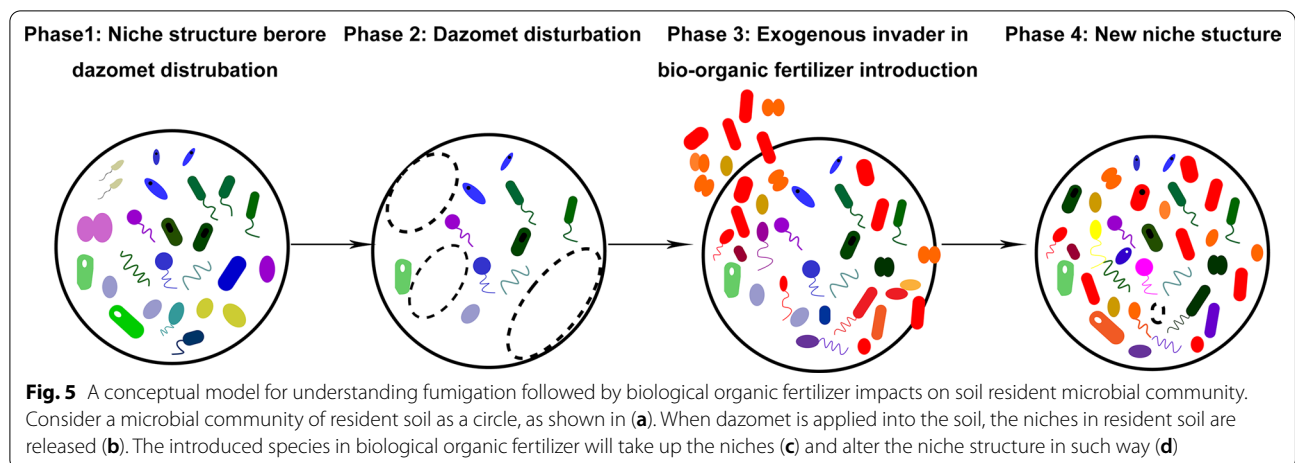 Phase1: Niche structure berore
dazomet distrubation
Phase 2: Dazomet disturbation
Phase 3: Exogenous invader in
bio-organic fertilizer introduction
Phase 4: New niche stucture
Fig. 5 A conceptual model for understanding fumigation followed by biological organic fertilizer impacts on soil resident microbial community.
Consider a microbial community of resident soil as a circle, as shown in (a). When dazomet is applied into the soil, the niches in resident soil are
released (b). The introduced species in biological organic fertilizer will take up the niches (c) and alter the niche structure in such way (d)